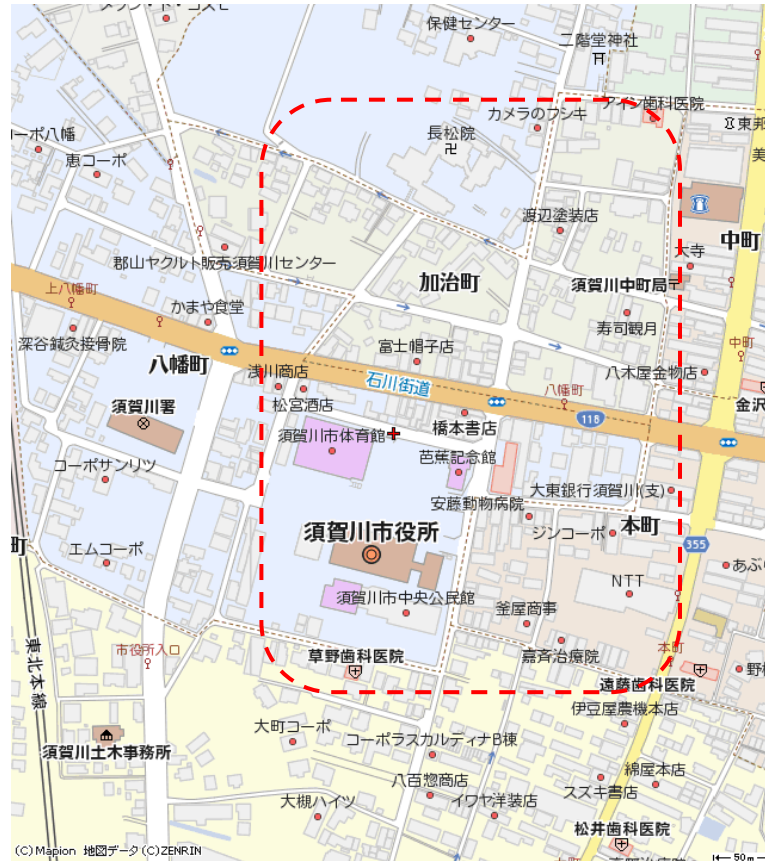 保健センター
二階堂神社
アイシ歯科医院
カメラのフシキ
コーポ八幡
恵コーポ
長松院
東邦
美
渡辺塗装店
大寺
中町
郡山ヤクルト販売須賀川センター
加治町
須賀川中町局
上八幡町
かまや食堂
寿司観月
深谷鍼灸接骨院
富士帽子店
中町
八幡町
浅川商店
石川街道
八幡町
八木屋金物店
金沢
須賀川署
松宮酒店
118
橋本書店
須賀川市体育館
芭蕉記念館
コーポサンリツ
安藤動物病院
大東銀行須賀川(支)
須賀川市役所
本町
ジンコーポ
355
エムコーポ
町
あぶ
NTT
須賀川市中央公民館
釜屋商事
東北本線
市役所入口
草野歯科医院
嘉斉治療院
本町
野
遠藤歯科医院
伊豆屋農機本店
大町コーポ
須賀川土木事務所
コーポラスカルディナB棟
綿屋本店
八百惣商店
スズキ書店
大槻ハイツ
イワヤ洋装店
松井歯科医院
(C)Mapion 地図データ(C)ZENRIN
50m